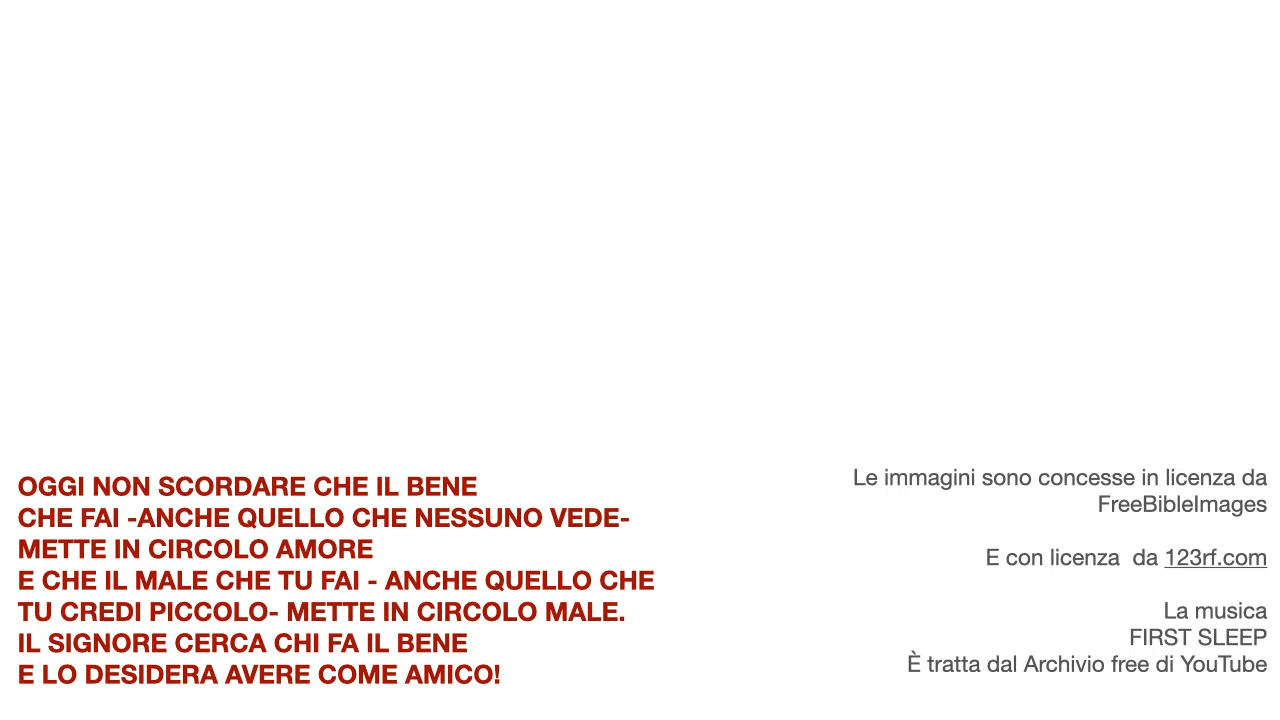 OGGI NON SCORDARE CHE IL BENE
CHE FAI -ANCHE QUELLO CHE NESSUNO VEDE-
METTE IN CIRCOLO AMORE
E CHE IL MALE CHE TU FAI - ANCHE QUELLO CHE
TU CREDI PICCOLO- METTE IN CIRCOLO MALE.
IL SIGNORE CERCA CHI FA IL BENE
E LO DESIDERA AVERE COME AMICO!
Le immagini sono concesse in licenza da
FreeBibleImages
E con licenza  da 123rf.com
La musica
FIRST SLEEP
È tratta dal Archivio free di YouTube